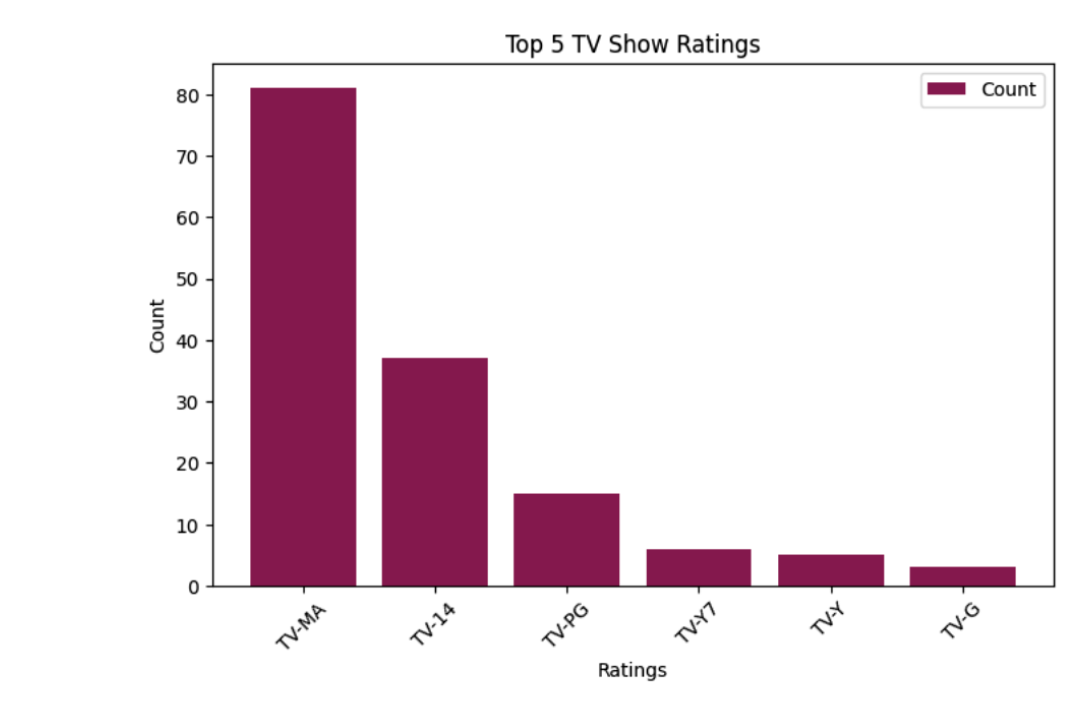 Top 5 TV Show Ratings
Count
80
70
60
50
40
30
20
10
0
Count
TV-MA
TV-14
TV-PG
TV-Y7
TV-Y
TV-G
Ratings